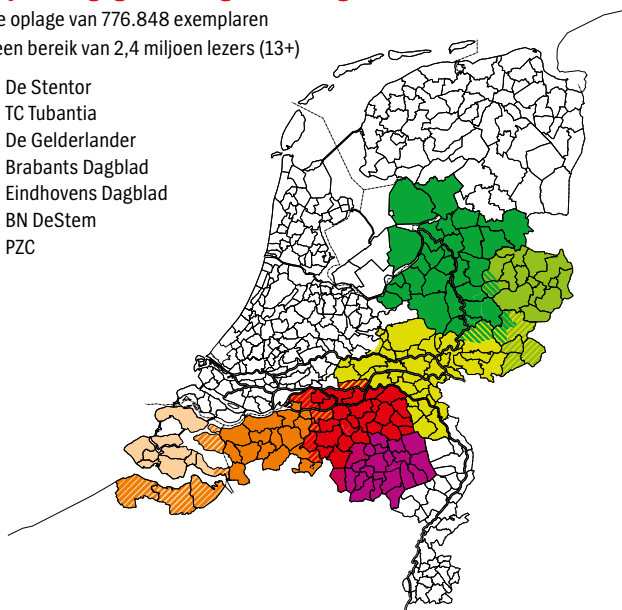 e oplage van 776.848 exemplaren
een bereik van 2,4 miljoen lezers (13+)
De Stentor
TC Tubantia
De Gelderlander
Brabants Dagblad
Eindhovens Dagblad
BN DeStem
PZC